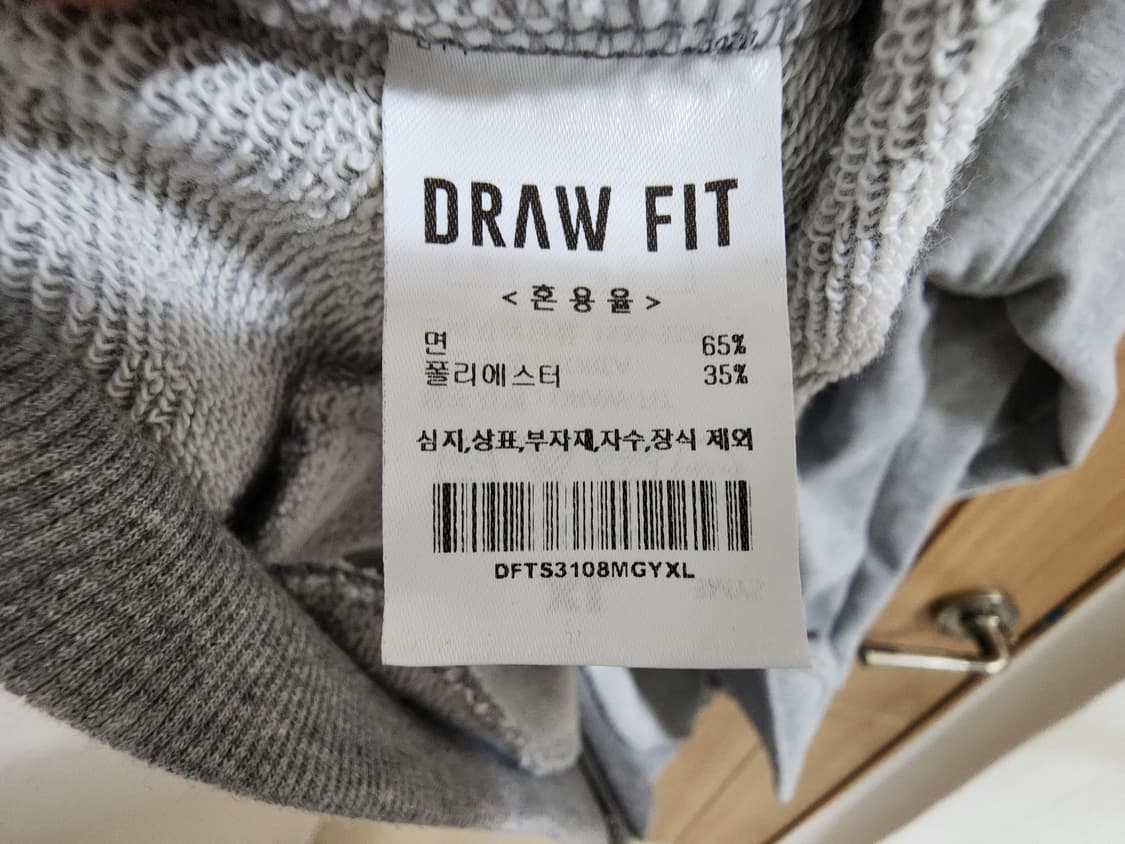 DRAW FIT
<혼용율>
면 65%
폴리에스터 35%
심지,상표,부자재,자수,장식 제외
DFTS3108MGYXL